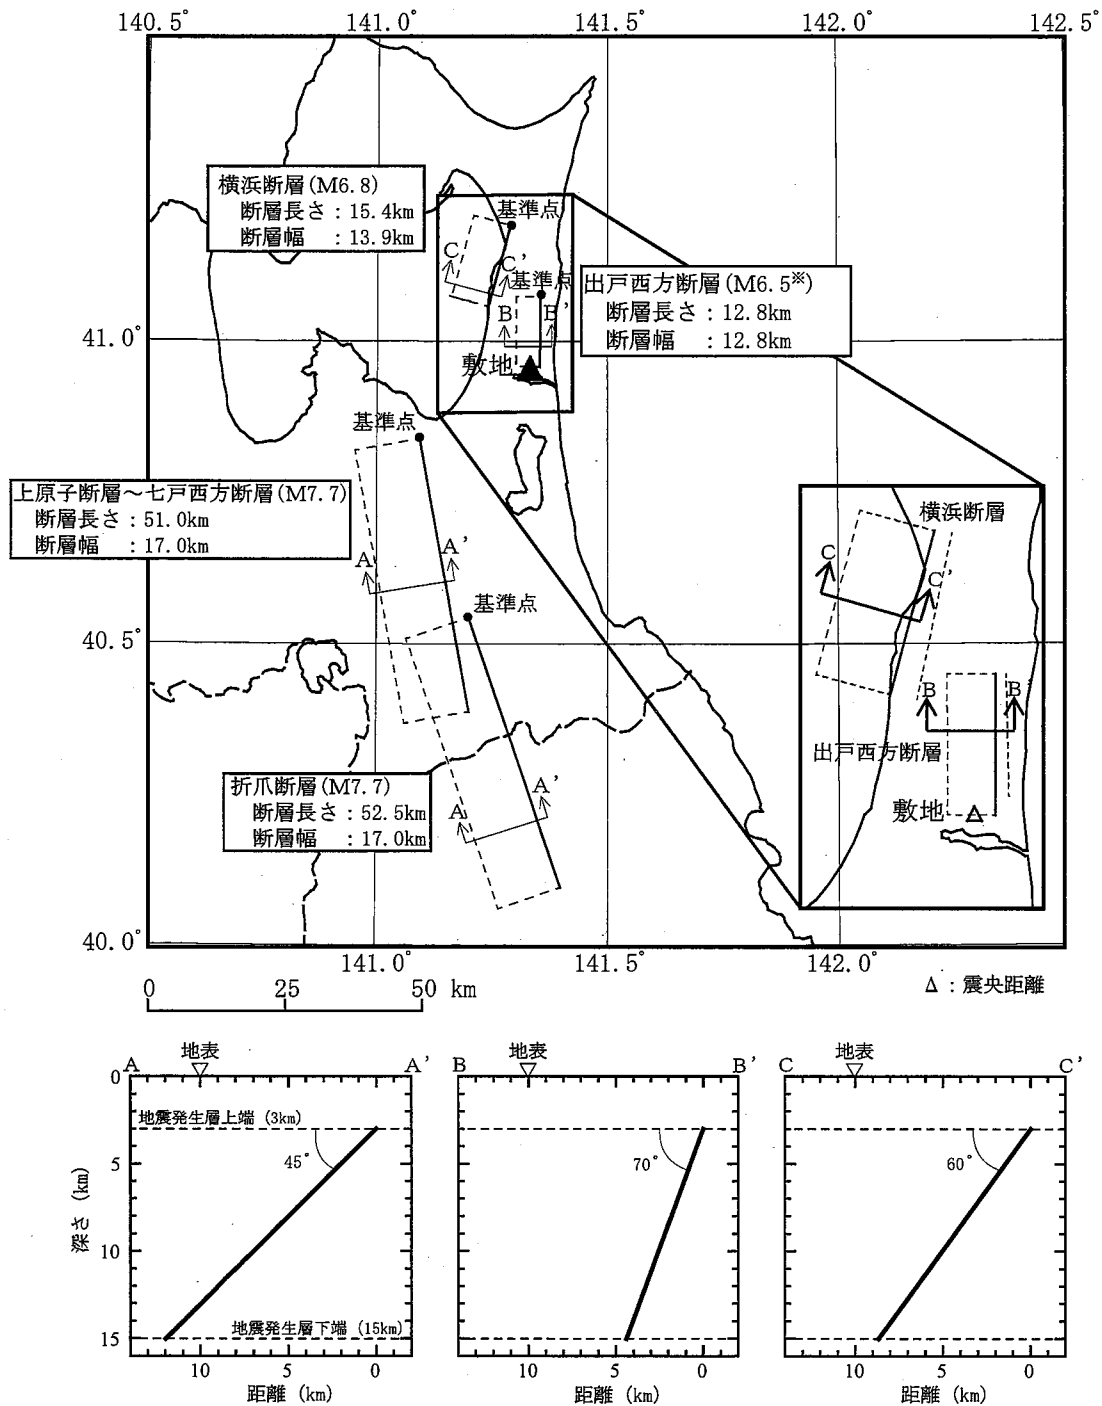 140.5°
141.0°
141.5°
142.0°
142.5°
横浜断層(M6.8)
断層長さ：15.4km
断層幅　：13.9km
基準点
C
C'
基準点
出戸西方断層(M6.5※)
断層長さ：12.8km
断層幅　：12.8km
B
B'
41.0°
敷地
基準点
上原子断層～七戸西方断層(M7.7)
断層長さ：51.0km
断層幅　：17.0km
A
A'
基準点
40.5°
横浜断層
C
C'
B
B'
出戸西方断層
敷地
折爪断層(M7.7)
断層長さ：52.5km
断層幅　：17.0km
A
A'
40.0°
141.0°
141.5°
142.0°
0 25 50 km
Δ：震央距離
A 地表 A'
B 地表 B'
C 地表 C'
0
地震発生層上端 (3km)
45°
70°
60°
5
深さ (km)
10
地震発生層下端 (15km)
15
10 5 0
距離 (km)
10 5 0
距離 (km)
10 5 0
距離 (km)